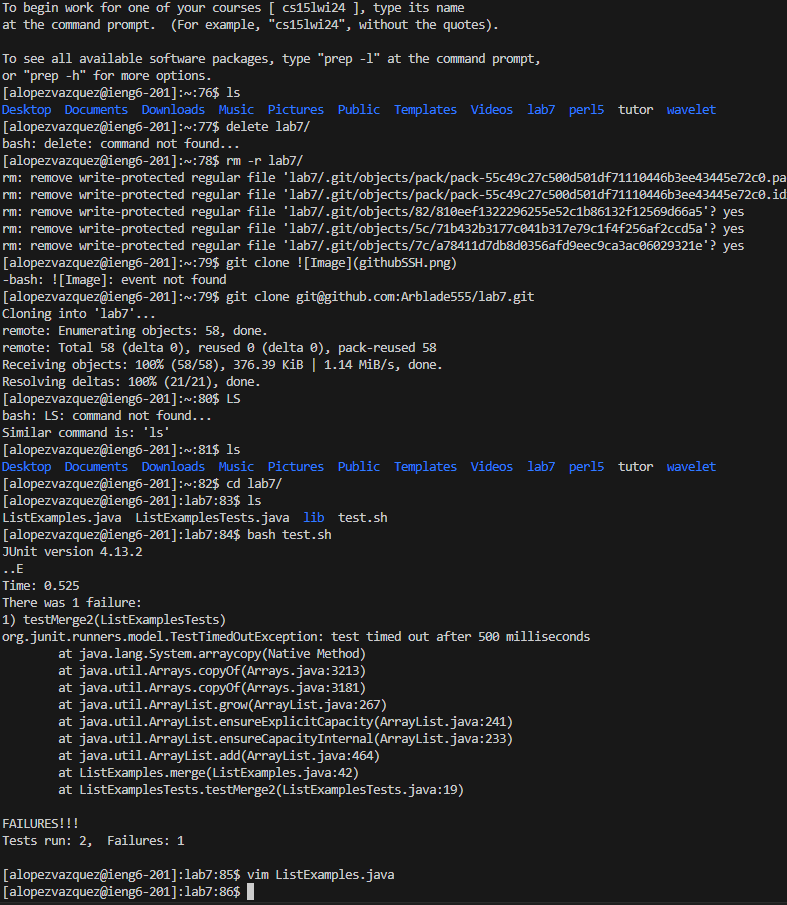 To begin work for one of your courses [ cs15lwi24 ], type its name
at the command prompt.  (For example, "cs15lwi24", without the quotes).

To see all available software packages, type "prep -l" at the command prompt,
or "prep -h" for more options.
[alopezvazquez@ieng6-201]:~:76$ ls
Desktop  Documents  Downloads  Music  Pictures  Public  Templates  Videos  lab7  perl5  tutor  wavelet
[alopezvazquez@ieng6-201]:~:77$ delete lab7/
bash: delete: command not found...
[alopezvazquez@ieng6-201]:~:78$ rm -r lab7/
rm: remove write-protected regular file 'lab7/.git/objects/pack/pack-55c49c27c500d501df71110446b3ee43445e72c0.pa
rm: remove write-protected regular file 'lab7/.git/objects/pack/pack-55c49c27c500d501df71110446b3ee43445e72c0.id
rm: remove write-protected regular file 'lab7/.git/objects/82/810eef1322296255e52c1b86132f12569d66a5'? yes
rm: remove write-protected regular file 'lab7/.git/objects/5c/71b432b3177c041b317e79c1f4f256af2ccd5a'? yes
rm: remove write-protected regular file 'lab7/.git/objects/7c/a78411d7db8d0356afd9eec9ca3ac06029321e'? yes
[alopezvazquez@ieng6-201]:~:79$ git clone ![Image](githubSSH.png)
-bash: ![Image]: event not found
[alopezvazquez@ieng6-201]:~:79$ git clone git@github.com:Arblade555/lab7.git
Cloning into 'lab7'...
remote: Enumerating objects: 58, done.
remote: Total 58 (delta 0), reused 0 (delta 0), pack-reused 58
Receiving objects: 100% (58/58), 376.39 KiB | 1.14 MiB/s, done.
Resolving deltas: 100% (21/21), done.
[alopezvazquez@ieng6-201]:~:80$ LS
bash: LS: command not found...
Similar command is: 'ls'
[alopezvazquez@ieng6-201]:~:81$ ls
Desktop  Documents  Downloads  Music  Pictures  Public  Templates  Videos  lab7  perl5  tutor  wavelet
[alopezvazquez@ieng6-201]:~:82$ cd lab7/
[alopezvazquez@ieng6-201]:lab7:83$ ls
ListExamples.java  ListExamplesTests.java  lib  test.sh
[alopezvazquez@ieng6-201]:lab7:84$ bash test.sh
JUnit version 4.13.2
..E
Time: 0.525
There was 1 failure:
1) testMerge2(ListExamplesTests)
org.junit.runners.model.TestTimedOutException: test timed out after 500 milliseconds
        at java.lang.System.arraycopy(Native Method)
        at java.util.Arrays.copyOf(Arrays.java:3213)
        at java.util.Arrays.copyOf(Arrays.java:3181)
        at java.util.ArrayList.grow(ArrayList.java:267)
        at java.util.ArrayList.ensureExplicitCapacity(ArrayList.java:241)
        at java.util.ArrayList.ensureCapacityInternal(ArrayList.java:233)
        at java.util.ArrayList.add(ArrayList.java:464)
        at ListExamples.merge(ListExamples.java:42)
        at ListExamplesTests.testMerge2(ListExamplesTests.java:19)

FAILURES!!!
Tests run: 2,  Failures: 1

[alopezvazquez@ieng6-201]:lab7:85$ vim ListExamples.java
[alopezvazquez@ieng6-201]:lab7:86$